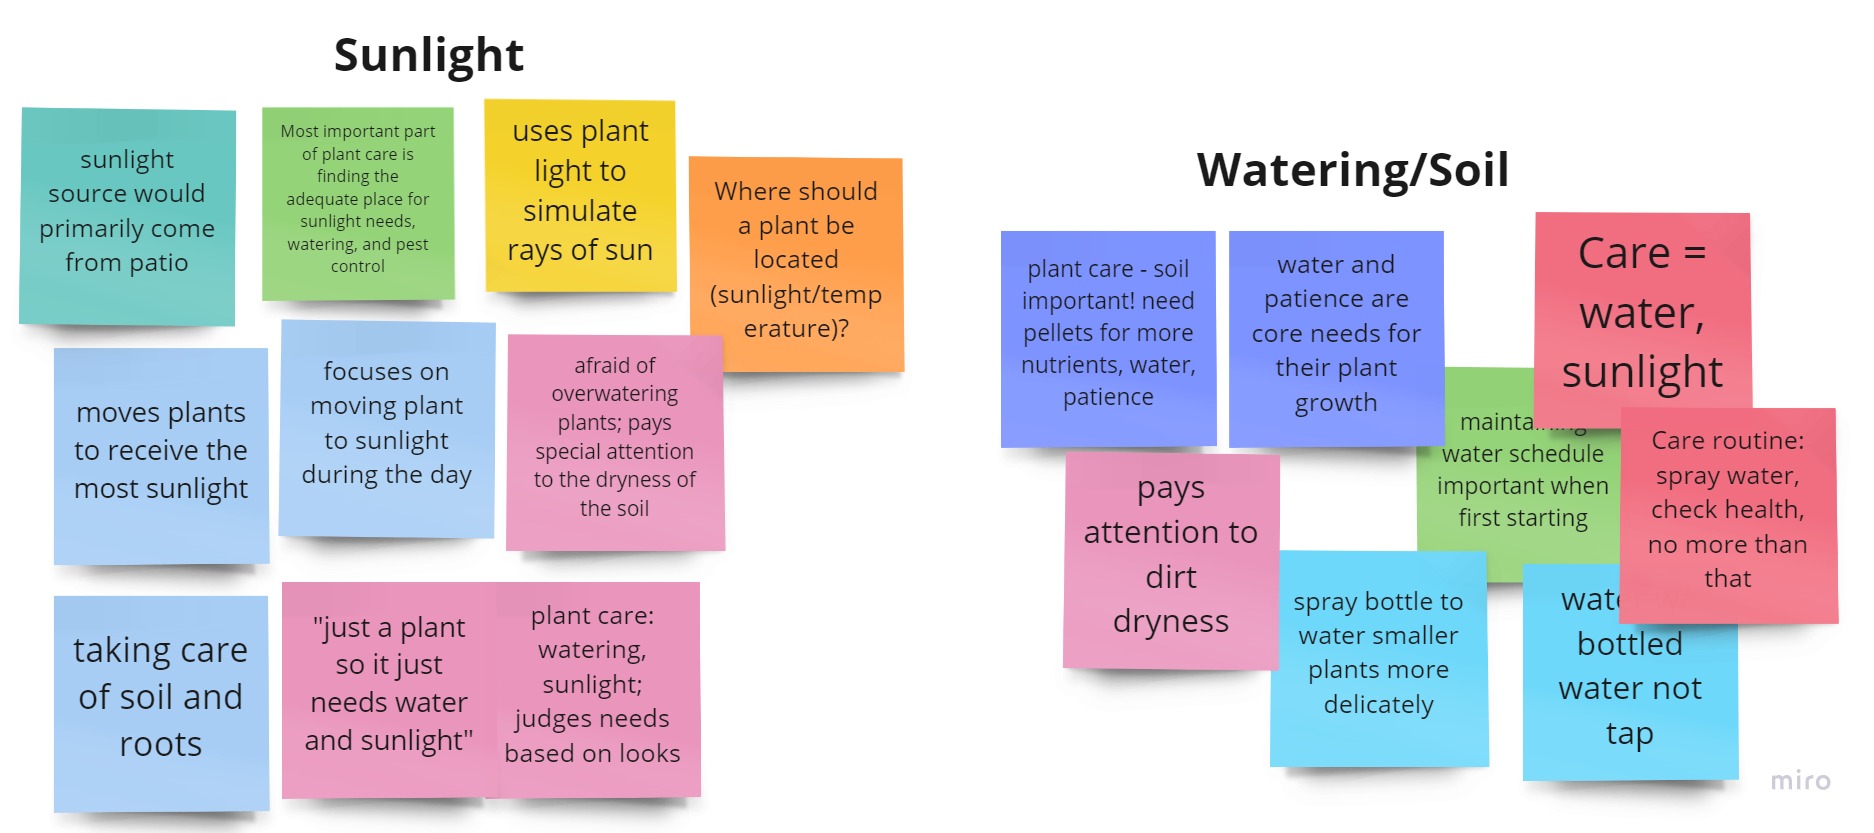 Sunlight
sunlight
source would
primarily come
from patio
Most important part
of plant care is
finding the
adequate place for
sunlight needs,
watering, and pest
control
uses plant
light to
simulate
rays of sun
Where should
a plant be
located
(sunlight/temp
erature)?
moves plants
to receive the
most sunlight
focuses on
moving plant
to sunlight
during the day
afraid of
overwatering
plants; pays
special attention
to the dryness of
the soil
taking care
of soil and
roots
"just a plant
so it just
needs water
and sunlight"
plant care:
watering,
sunlight;
judges needs
based on looks
Watering/Soil
plant care - soil
important! need
pellets for more
nutrients, water,
patience
water and
patience are
core needs for
their plant
growth
Care =
water,
sunlight
maintaining
water schedule
important when
first starting
Care routine:
spray water,
check health,
no more than
that
pays
attention to
dirt
dryness
spray bottle to
water smaller
plants more
delicately
bottled
water not
tap
miro